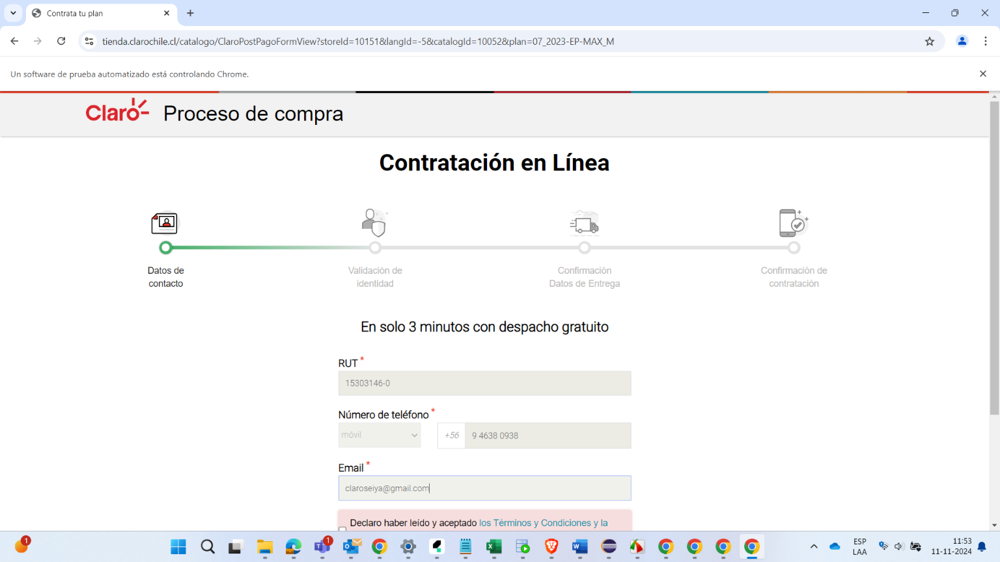 Contrata tu plan
tienda.clarochile.cl/catalogo/ClaroPostPagoFormView?storeId=10151&langId=-5&catalogId=10052&plan=07_2023-EP-MAX_M
Un software de prueba automatizado está controlando Chrome.
Claro Proceso de compra
Contratación en Línea
Datos de
contacto
Validación de
identidad
Confirmación
Datos de Entrega
Confirmación de
contratación
En solo 3 minutos con despacho gratuito
RUT *
15303146-0
Número de teléfono *
móvil
+56
9 4638 0938
Email *
claroseiya@gmail.com
Declaro haber leído y aceptado los Términos y Condiciones y la
1
1
ESP
LAA
11:53
11-11-2024